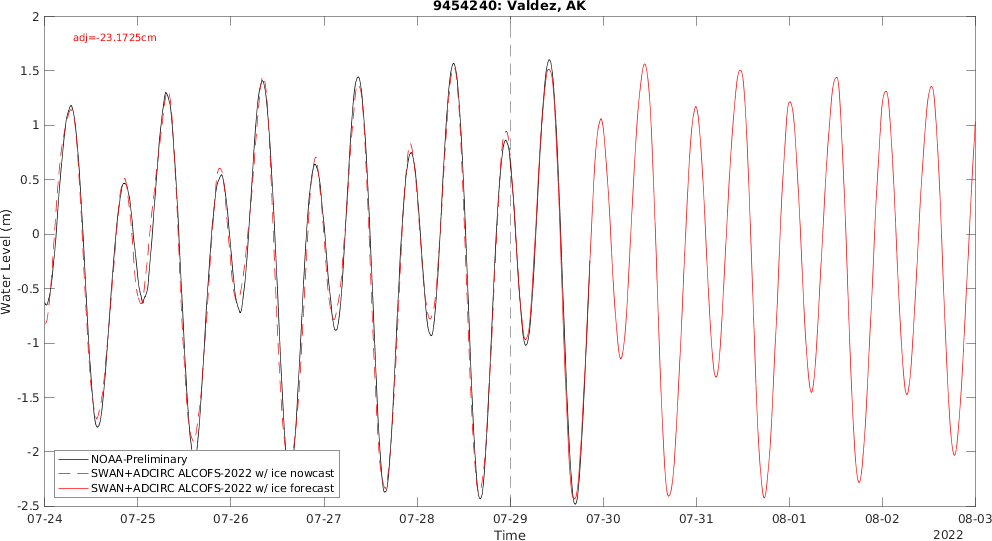 9454240: Valdez, AK
adj=-23.1725cm
Water Level (m)
2
1.5
1
0.5
0
-0.5
-1
-1.5
-2
-2.5
NOAA-Preliminary
SWAN+ADCIRC ALCOFS-2022 w/ ice nowcast
SWAN+ADCIRC ALCOFS-2022 w/ ice forecast
07-24 07-25 07-26 07-27 07-28 07-29 07-30 07-31 08-01 08-02 08-03
Time
2022